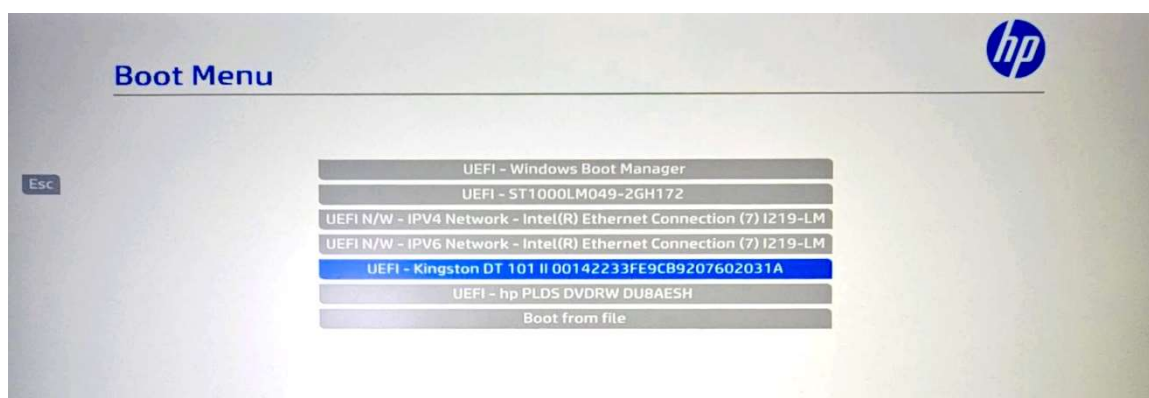 hp
Boot Menu
Esc
UEFI - Windows Boot Manager
UEFI - ST1000LM049-2GH172
UEFI N/W - IPV4 Network - Intel(R) Ethernet Connection (7) I219-LM
UEFI N/W - IPV6 Network - Intel(R) Ethernet Connection (7) I219-LM
UEFI - Kingston DT 101 II 00142233FE9CB9207602031A
UEFI - hp PLDS DVDRW DU8AESH
Boot from file